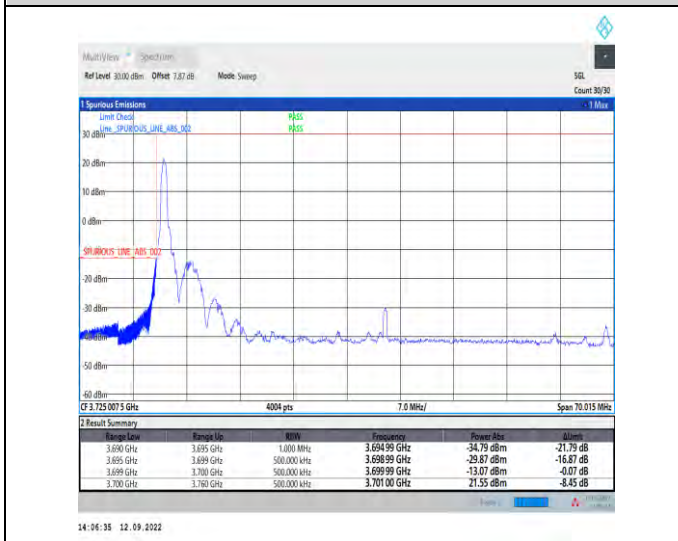 MultiView Spectrum
Ref Level 30.00 dBm Offset 7.87 dB Mode Sweep SGL
Count 30/30
1 Spurious Emissions 1 Max
Limit Check PASS
Line _SPURIOUS_LINE_ABS_002 PASS
30 dBm
20 dBm
10 dBm
0 dBm
_SPURIOUS_LINE_ABS_002
-20 dBm
-30 dBm
-40 dBm
-50 dBm
-60 dBm
CF 3.725 007 5 GHz 4004 pts 7.0 MHz/ Span 70.015 MHz
2 Result Summary
Range Low Range Up RBW Frequency Power Abs ΔLimit
3.690 GHz 3.695 GHz 1.000 MHz 3.694 99 GHz -34.79 dBm -21.79 dB
3.695 GHz 3.699 GHz 500.000 kHz 3.698 99 GHz -29.87 dBm -16.87 dB
3.699 GHz 3.700 GHz 500.000 kHz 3.699 99 GHz -13.07 dBm -0.07 dB
3.700 GHz 3.760 GHz 500.000 kHz 3.701 00 GHz 21.55 dBm -8.45 dB
14:06:35 12.09.2022